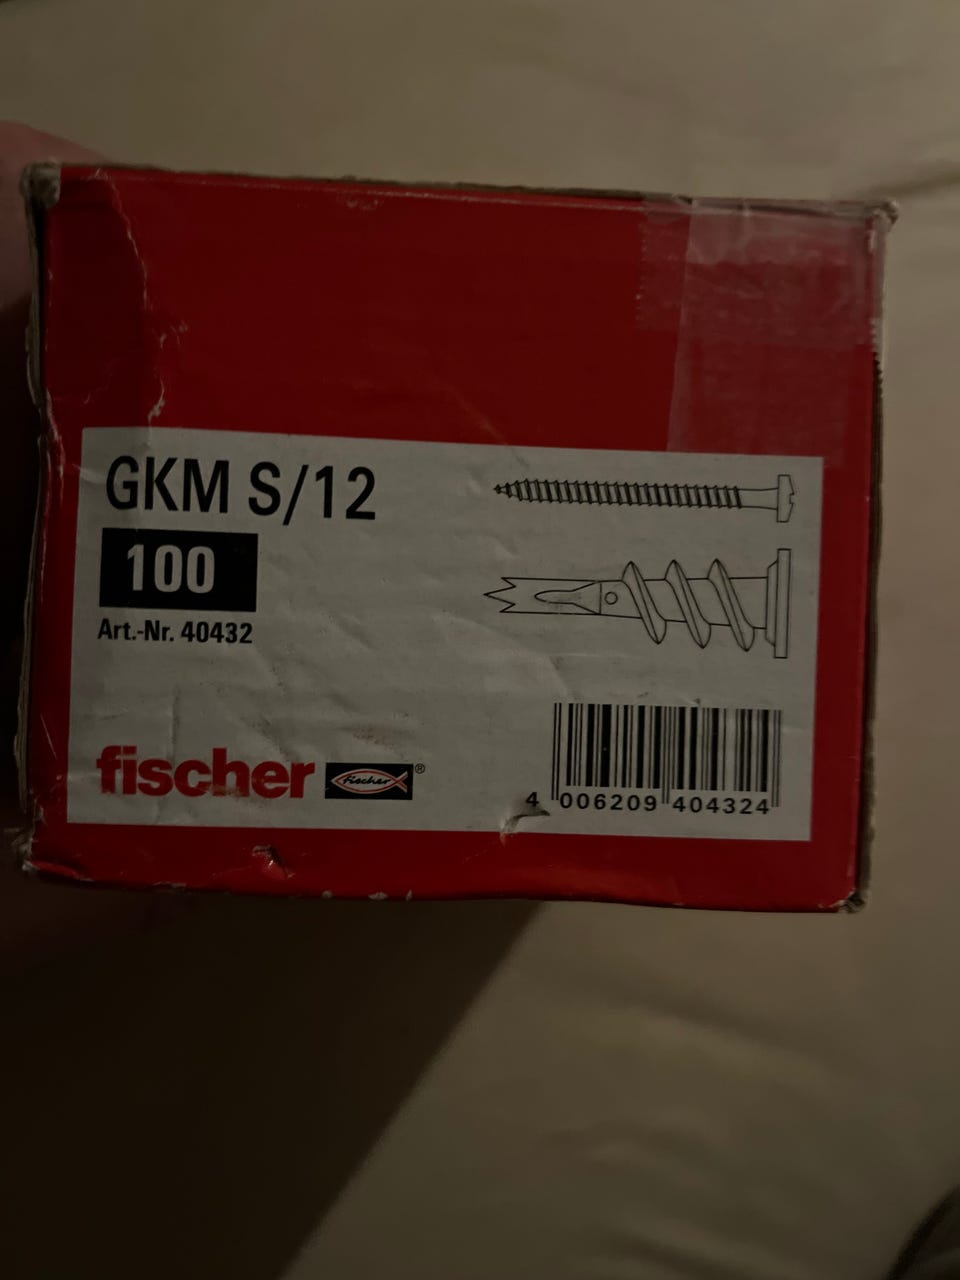 GKM S/12
100
Art.-Nr. 40432
fischer fischer®
4 006209 404324